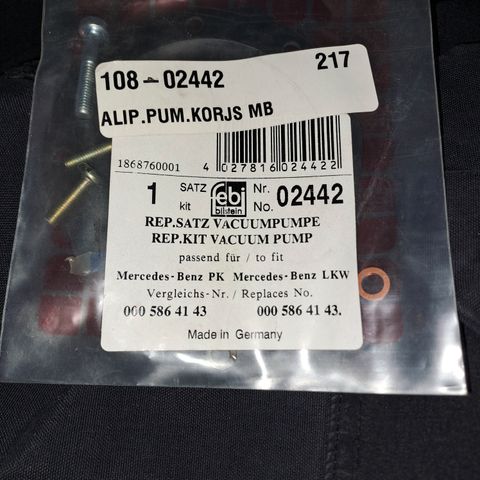 108-02442 217
ALIP.PUM.KORJS MB
1868760001 4 027816 024422
1 SATZ kit febi bilstein Nr. No. 02442
REP.SATZ VACUUMPUMPE
REP.KIT VACUUM PUMP
passend für / to fit
Mercedes-Benz PK Mercedes-Benz LKW
Vergleichs-Nr. / Replaces No.
000 586 41 43 000 586 41 43.
Made in Germany